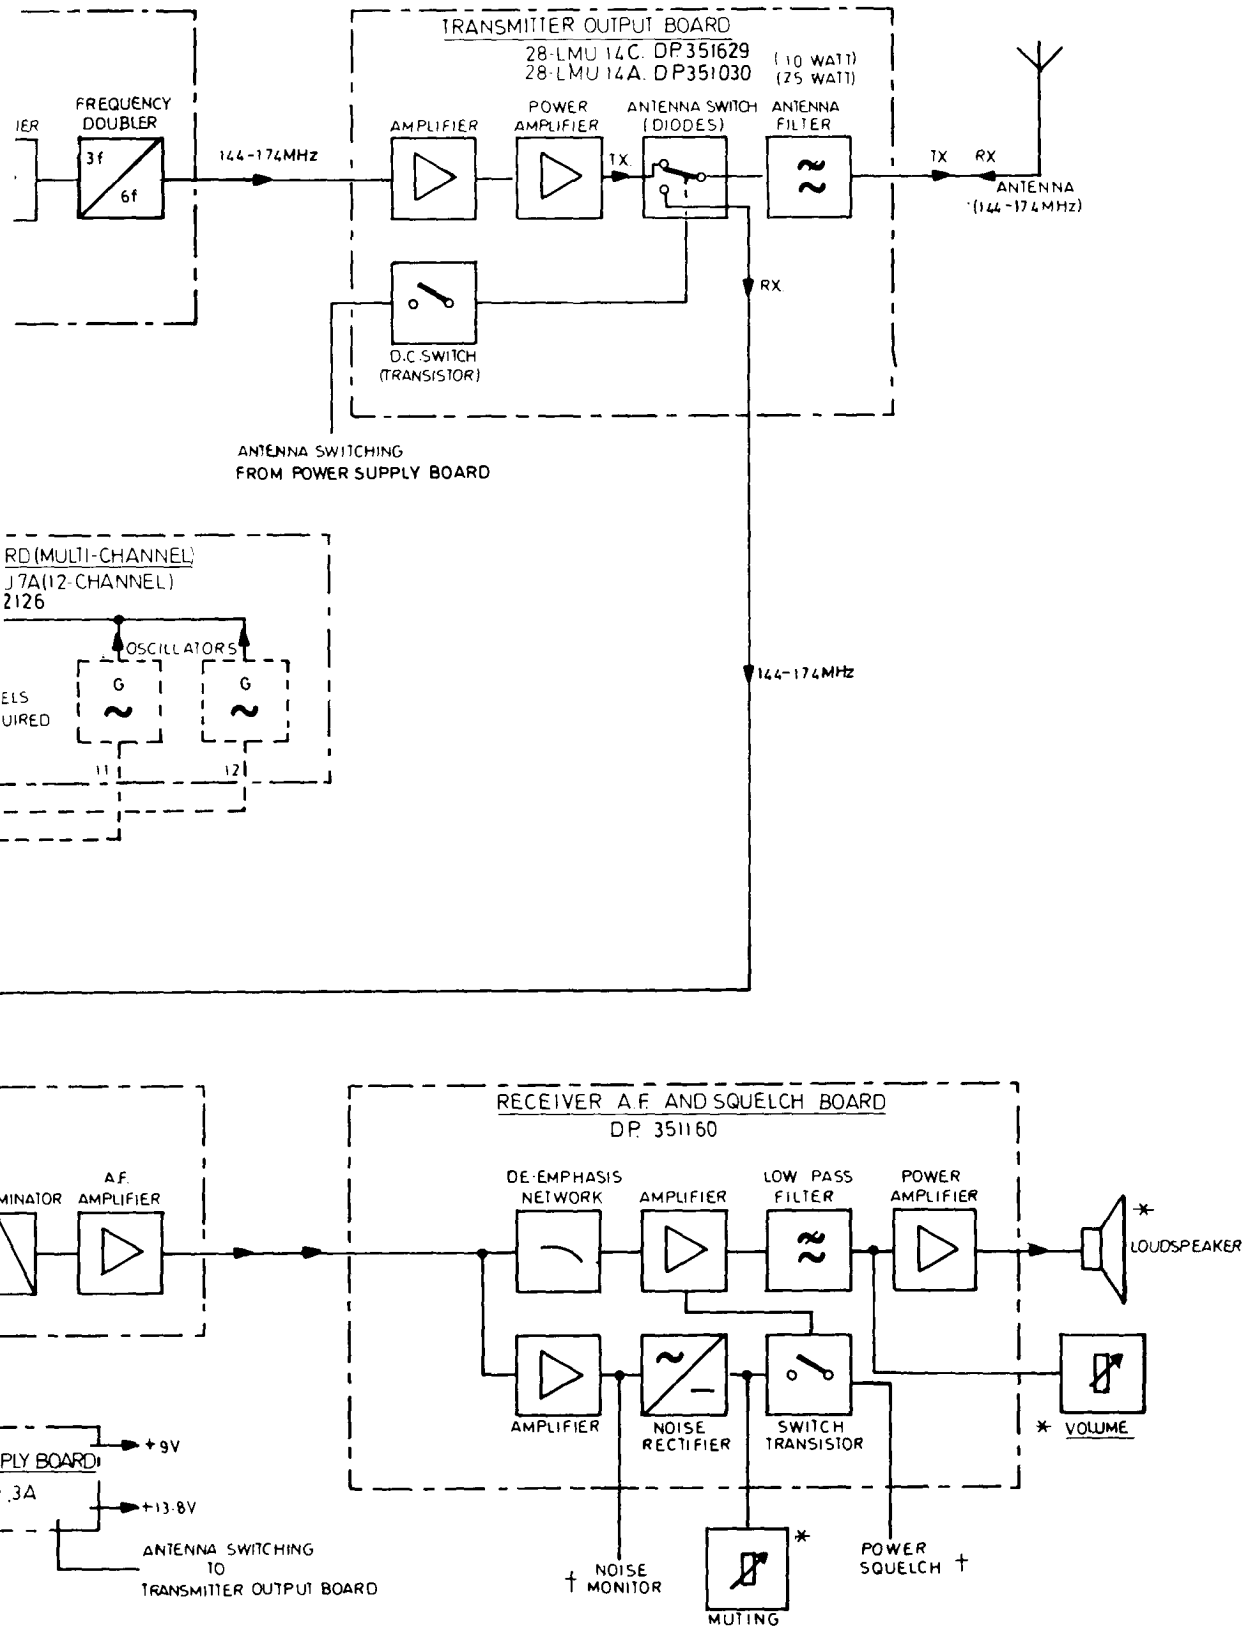 TRANSMITTER OUTPUT BOARD
28-LMU 14C. DP.351629 (10 WATT)
28-LMU 14A. DP351030 (25 WATT)
FREQUENCY
DOUBLER
IER
3f
6f
144-174MHz
AMPLIFIER
POWER
AMPLIFIER
TX.
ANTENNA SWITCH
(DIODES)
ANTENNA
FILTER
TX RX
ANTENNA
(144-174MHz)
RX
D.C.SWITCH
(TRANSISTOR)
ANTENNA SWITCHING
FROM POWER SUPPLY BOARD
RD(MULTI-CHANNEL)
J7A(12-CHANNEL)
2126
OSCILLATORS
G
G
ELS
UIRED
11
12
144-174MHz
RECEIVER A.F. AND SQUELCH BOARD
DP. 351160
MINATOR
A.F.
AMPLIFIER
DE-EMPHASIS
NETWORK
AMPLIFIER
LOW PASS
FILTER
POWER
AMPLIFIER
*
LOUDSPEAKER
AMPLIFIER
NOISE
RECTIFIER
SWITCH
TRANSISTOR
* VOLUME
+9V
PLY BOARD
3A
+13·8V
ANTENNA SWITCHING
TO
TRANSMITTER OUTPUT BOARD
† NOISE
MONITOR
*
MUTING
POWER
SQUELCH †